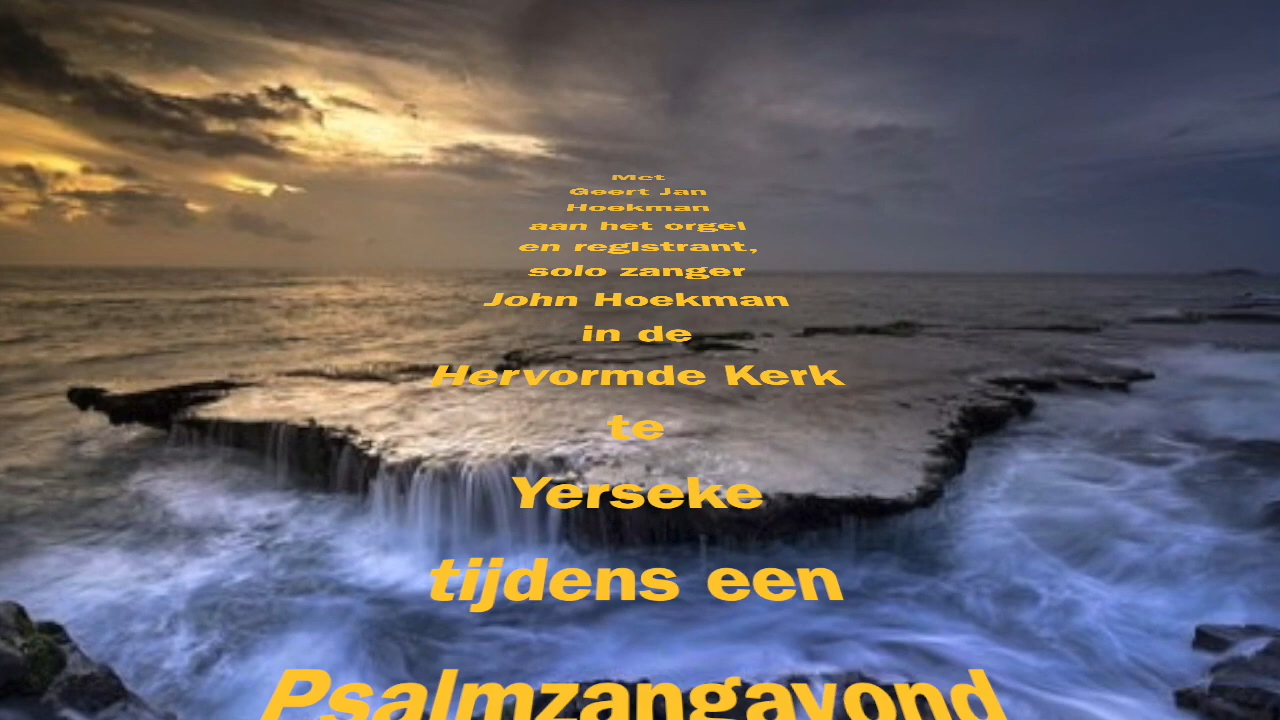 Met
Geert Jan
Hoekman
aan het orgel
en registrant,
solo zanger
John Hoekman
in de
Hervormde Kerk
te
Yerseke
tijdens een
Psalmzangavond